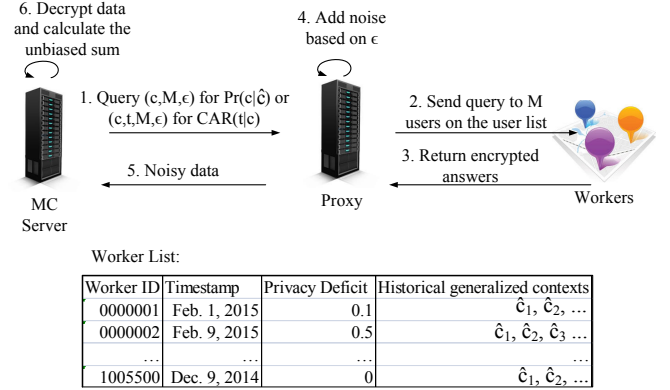 6. Decrypt data
and calculate the
unbiased sum
4. Add noise
based on ϵ
1. Query (c,M,ϵ) for Pr(c|ĉ) or
(c,t,M,ϵ) for CAR(t|c)
2. Send query to M
users on the user list
3. Return encrypted
answers
5. Noisy data
MC
Server
Proxy
Workers
Worker List:
Worker ID Timestamp Privacy Deficit Historical generalized contexts
0000001 Feb. 1, 2015 0.1 ĉ₁, ĉ₂, ...
0000002 Feb. 9, 2015 0.5 ĉ₁, ĉ₂, ĉ₃ ...
... ... ... ...
1005500 Dec. 9, 2014 0 ĉ₁, ĉ₂, ...